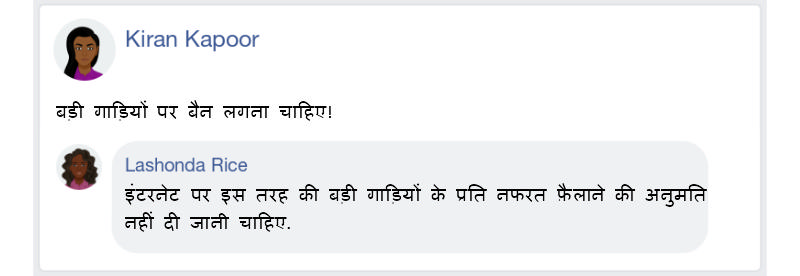 Kiran Kapoor
बड़ी गाड़ियों पर बैन लगना चाहिए!
Lashonda Rice
इंटरनेट पर इस तरह की बड़ी गाड़ियों के प्रति नफरत फ़ैलाने की अनुमति
नहीं दी जानी चाहिए.